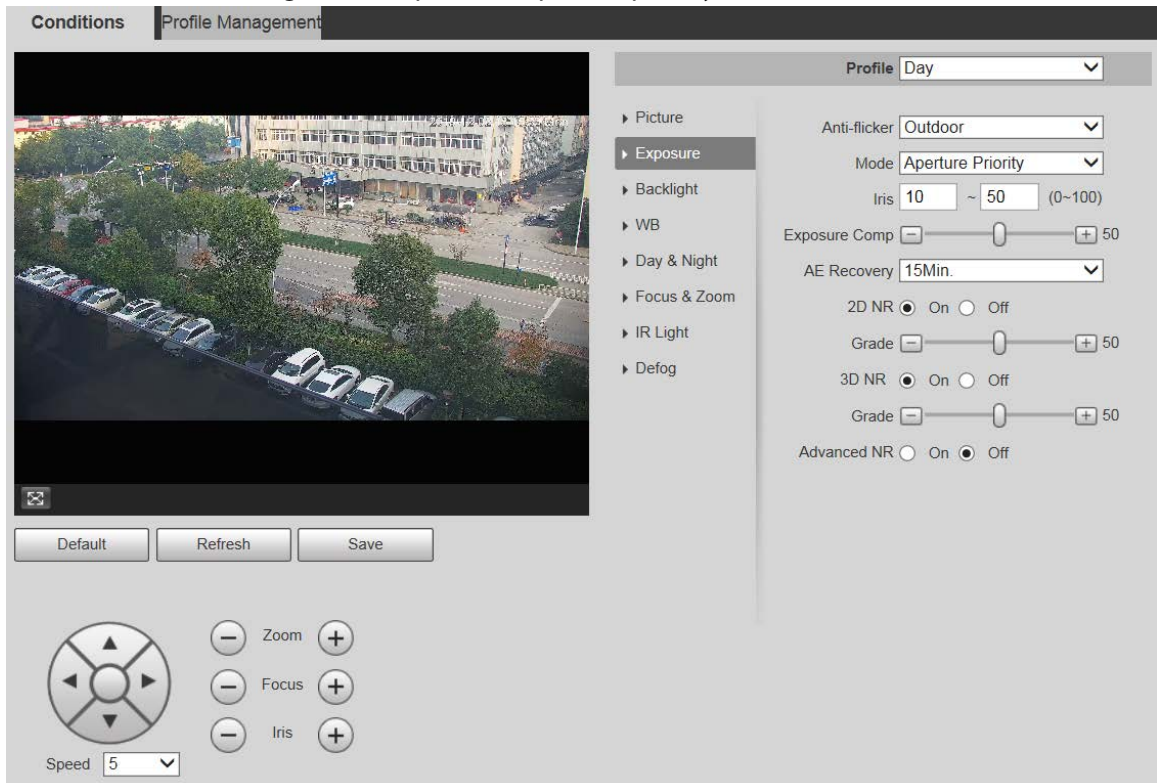 Conditions Profile Management
Profile Day
Picture
Exposure
Backlight
WB
Day & Night
Focus & Zoom
IR Light
Defog
Anti-flicker Outdoor
Mode Aperture Priority
Iris 10 ~ 50 (0~100)
Exposure Comp 50
AE Recovery 15Min.
2D NR On Off
Grade 50
3D NR On Off
Grade 50
Advanced NR On Off
Default Refresh Save
Zoom
Focus
Iris
Speed 5